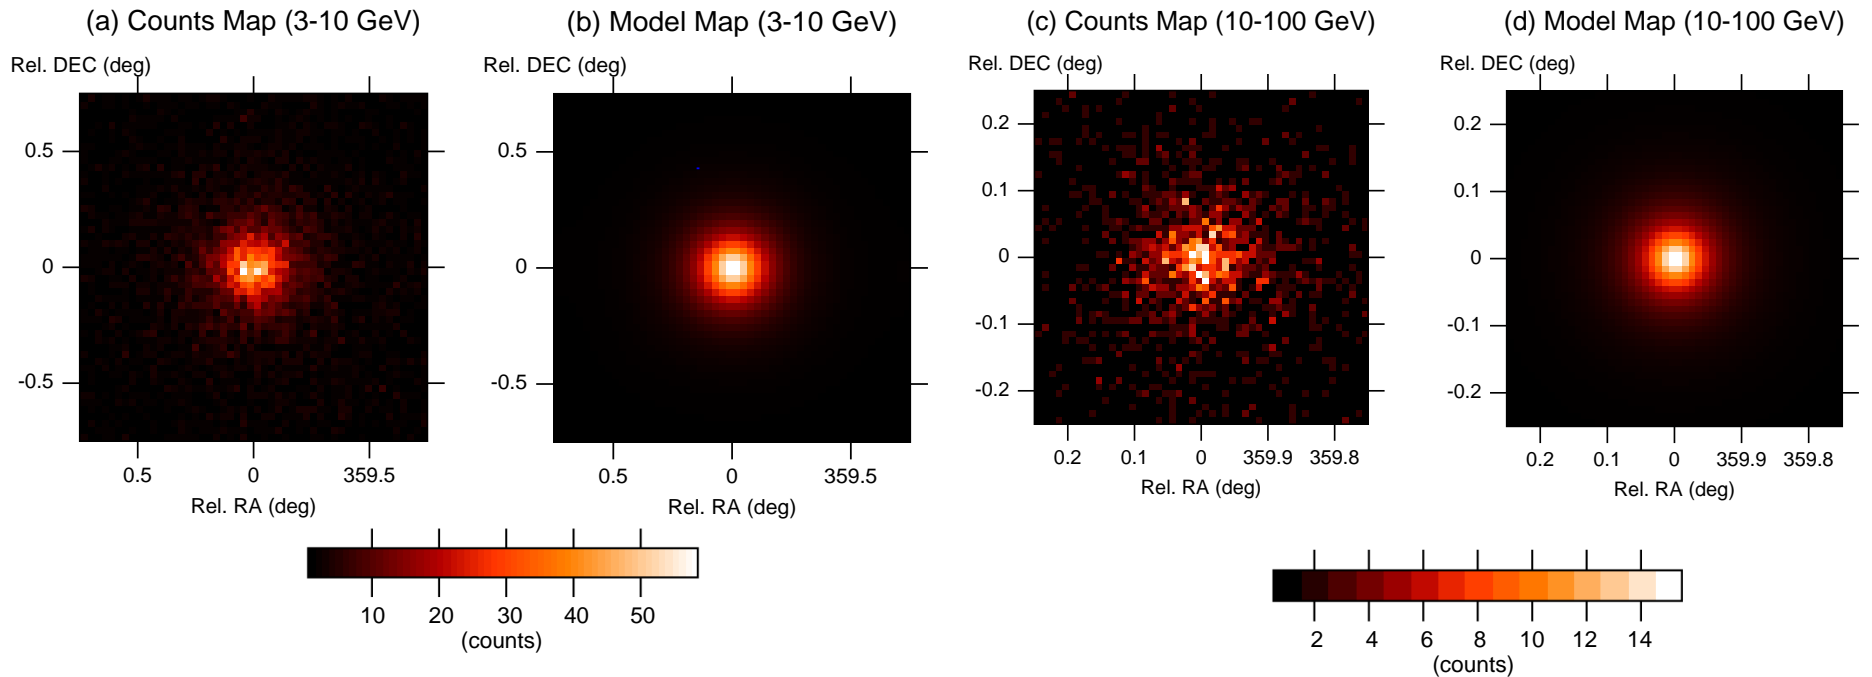 (a) Counts Map (3-10 GeV)
Rel. DEC (deg)
0.5
0
-0.5
0.5 0 359.5
Rel. RA (deg)
(b) Model Map (3-10 GeV)
Rel. DEC (deg)
0.5
0
-0.5
0.5 0 359.5
Rel. RA (deg)
10 20 30 40 50
(counts)
(c) Counts Map (10-100 GeV)
Rel. DEC (deg)
0.2
0.1
0
-0.1
-0.2
0.2 0.1 0 359.9 359.8
Rel. RA (deg)
(d) Model Map (10-100 GeV)
Rel. DEC (deg)
0.2
0.1
0
-0.1
-0.2
0.2 0.1 0 359.9 359.8
Rel. RA (deg)
2 4 6 8 10 12 14
(counts)